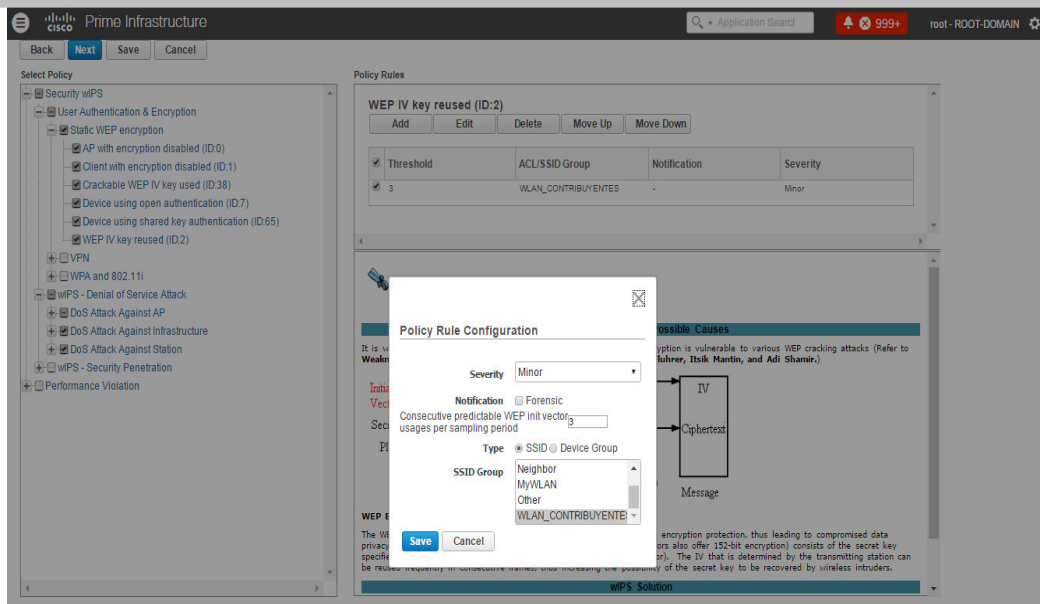 cisco Prime Infrastructure
Application Search
999+
root - ROOT-DOMAIN
Back Next Save Cancel
Select Policy
Security wIPS
User Authentication & Encryption
Static WEP encryption
AP with encryption disabled (ID:0)
Client with encryption disabled (ID:1)
Crackable WEP IV key used (ID:38)
Device using open authentication (ID:7)
Device using shared key authentication (ID:65)
WEP IV key reused (ID:2)
VPN
WPA and 802.11i
wIPS - Denial of Service Attack
DoS Attack Against AP
DoS Attack Against Infrastructure
DoS Attack Against Station
wIPS - Security Penetration
Performance Violation
Policy Rules
WEP IV key reused (ID:2)
Add Edit Delete Move Up Move Down
Threshold ACL/SSID Group Notification Severity
3 WLAN_CONTRIBUYENTES - Minor
Possible Causes
It is w
yption is vulnerable to various WEP cracking attacks (Refer to
Weakn
luhrer, Itsik Mantin, and Adi Shamir.)
Initia
Vect
Sec
Pl
IV
Ciphertext
Message
Policy Rule Configuration
Severity Minor
Notification Forensic
Consecutive predictable WEP init vector
usages per sampling period 3
Type SSID Device Group
SSID Group Neighbor
MyWLAN
Other
WLAN_CONTRIBUYENTE
Save Cancel
WEP E
The WE
encryption protection, thus leading to compromised data
privacy
ors also offer 152-bit encryption) consists of the secret key
specifie
or). The IV that is determined by the transmitting station can
be reused frequently in consecutive frames, thus increasing the possibility of the secret key to be recovered by wireless intruders.
wIPS Solution